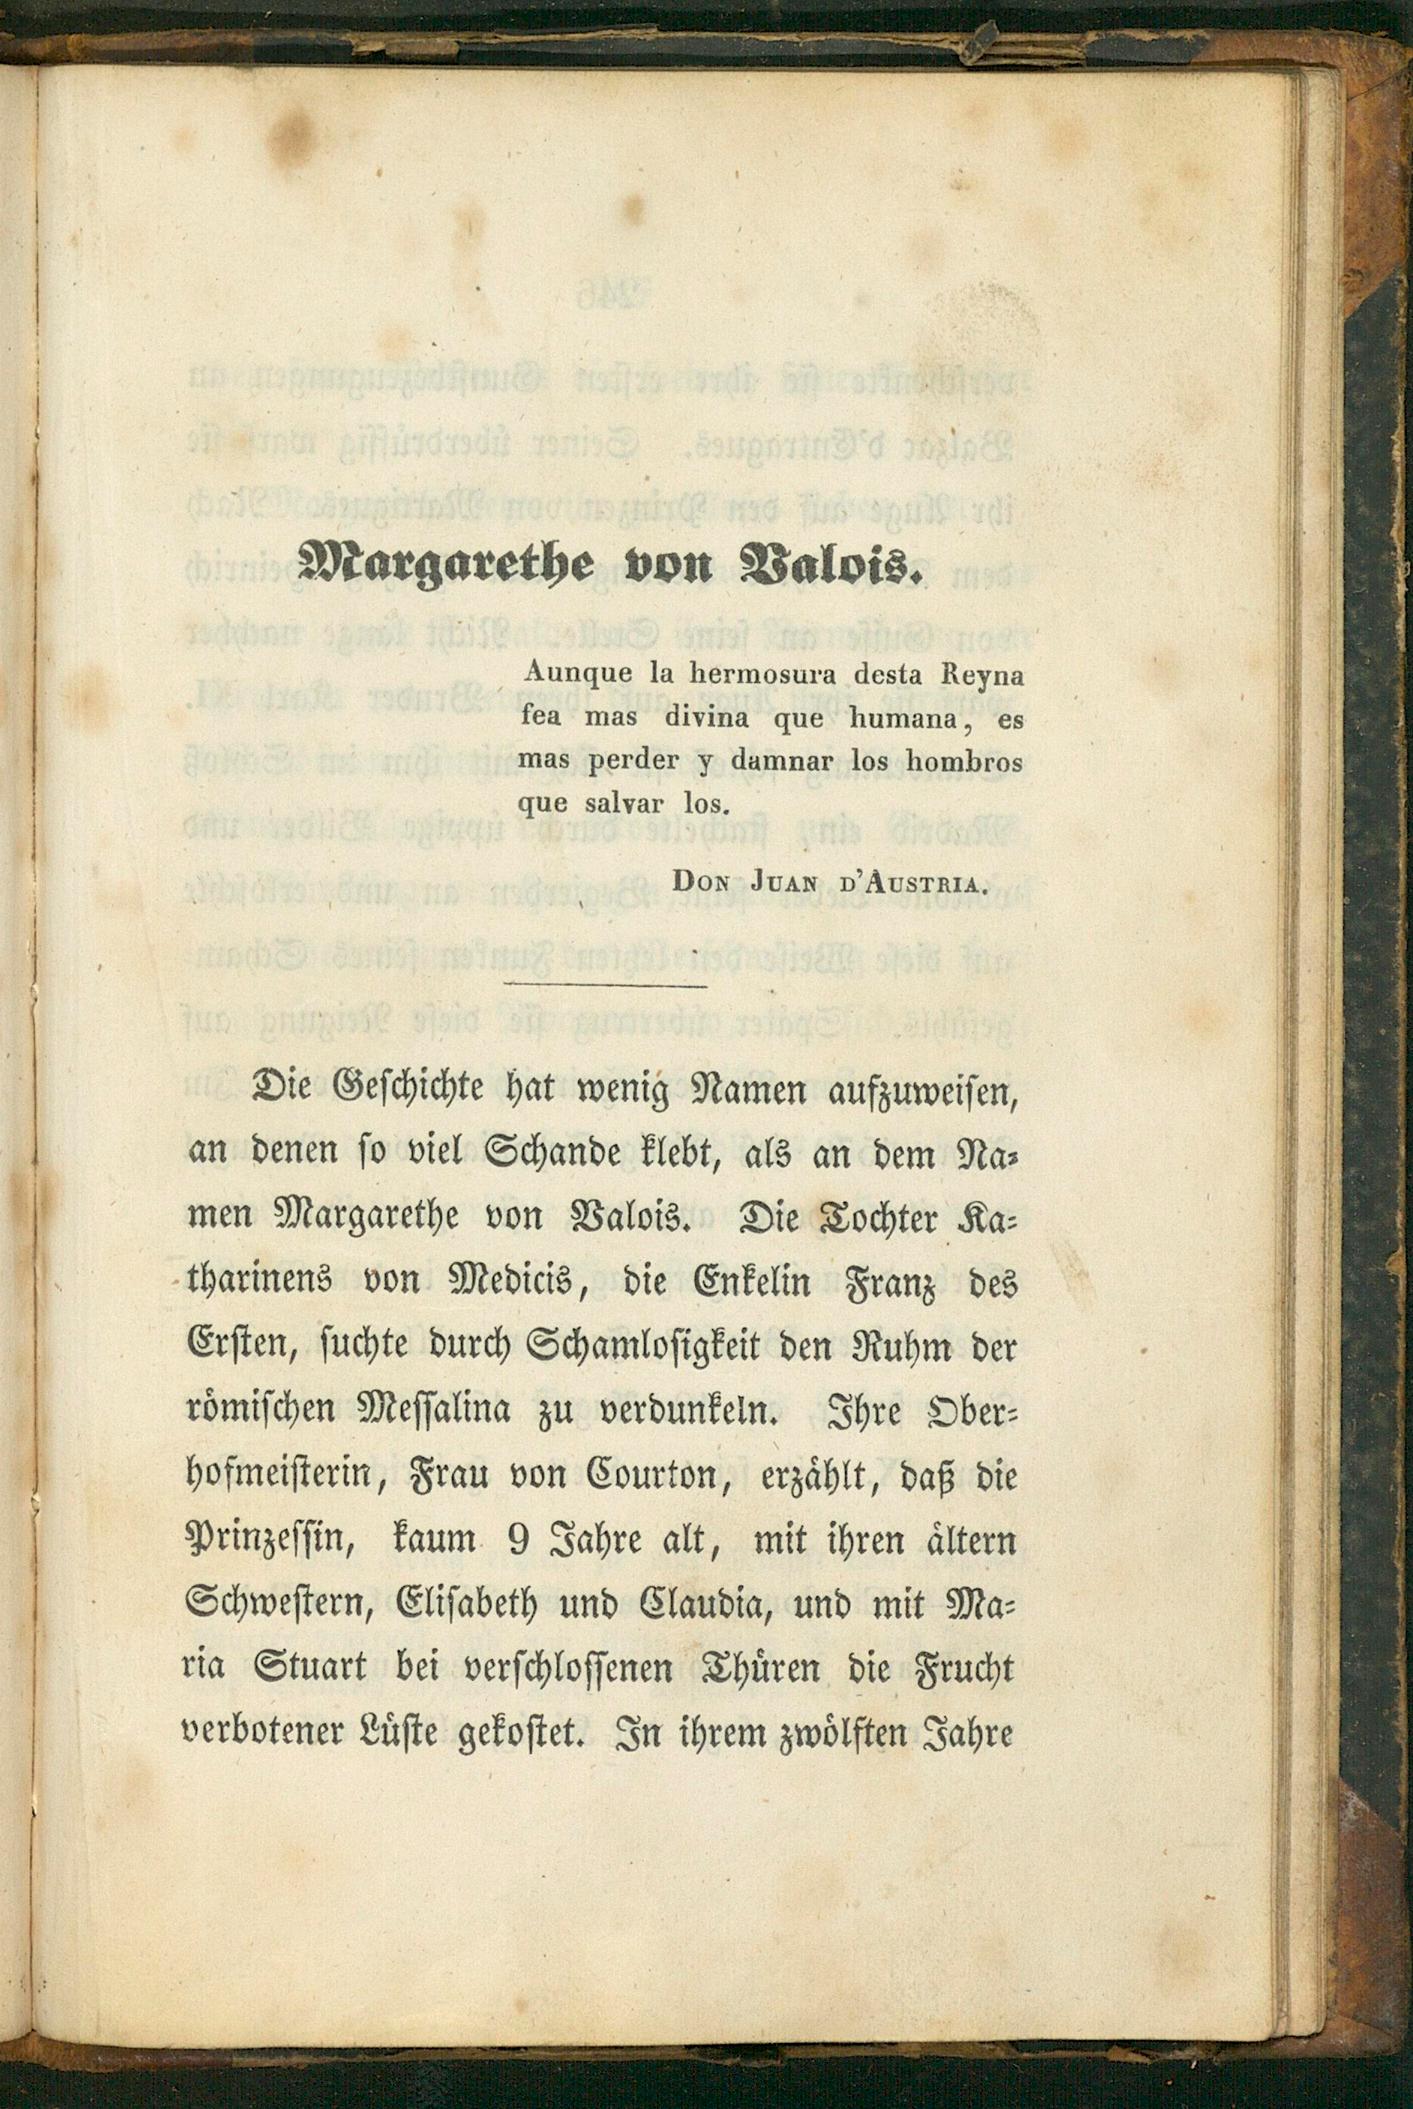 Margarethe von Valois.
Aunque la hermosura desta Reyna
fea mas divina que humana, es
mas perder y damnar los hombros
que salvar los.
Don Juan d'Austria.
Die Geschichte hat wenig Namen aufzuweisen,
an denen so viel Schande klebt, als an dem Na-
men Margarethe von Valois. Die Tochter Ka-
tharinens von Medicis, die Enkelin Franz des
Ersten, suchte durch Schamlosigkeit den Ruhm der
römischen Messalina zu verdunkeln. Ihre Ober-
hofmeisterin, Frau von Courton, erzählt, daß die
Prinzessin, kaum 9 Jahre alt, mit ihren ältern
Schwestern, Elisabeth und Claudia, und mit Ma-
ria Stuart bei verschlossenen Thüren die Frucht
verbotener Lüste gekostet. In ihrem zwölften Jahre